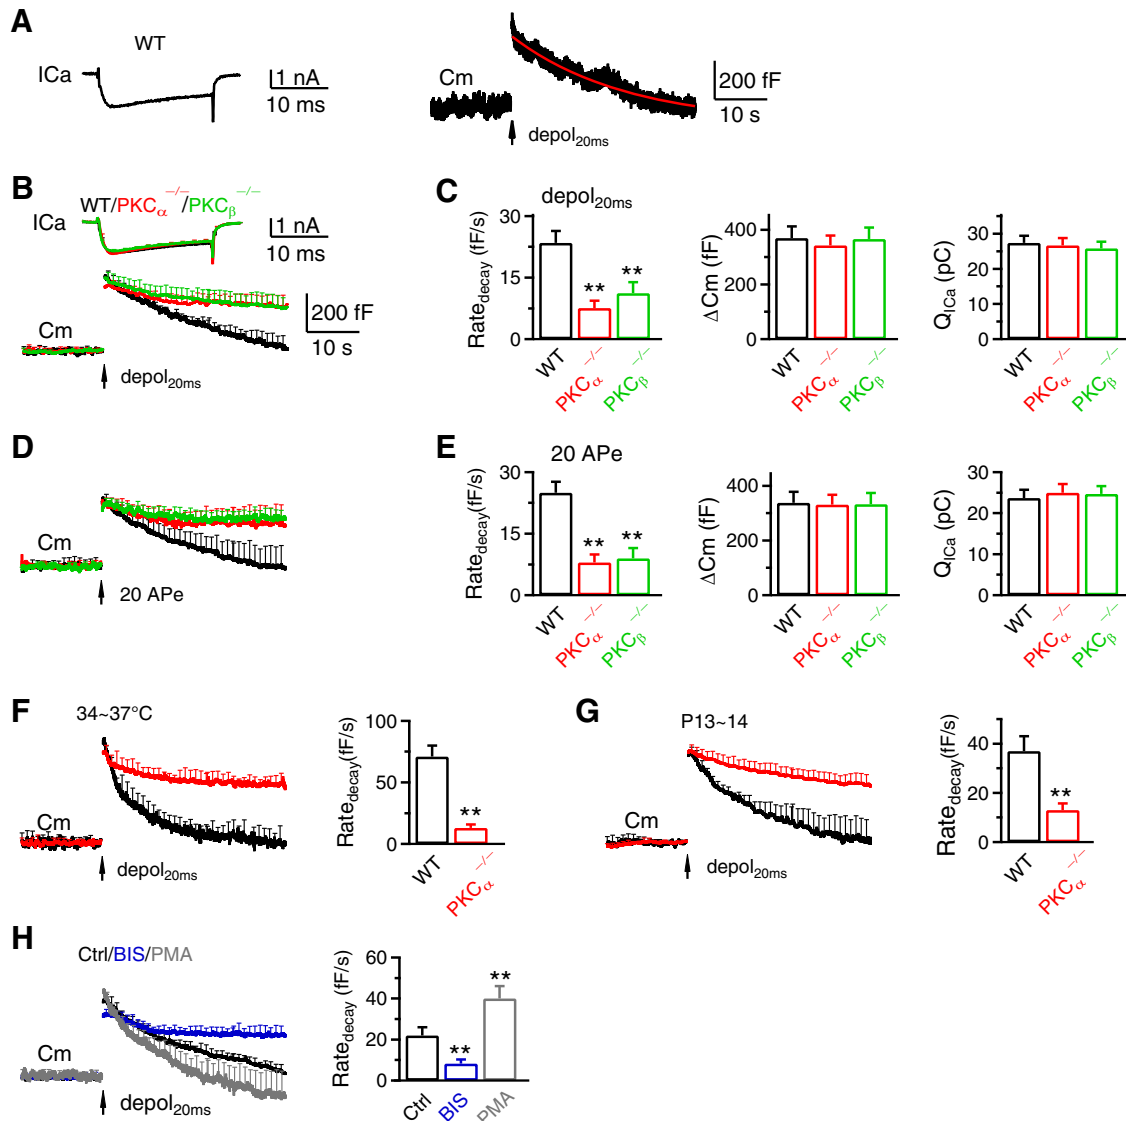 A
WT
ICa
1 nA
10 ms
Cm
200 fF
10 s
depol20ms
B
WT/PKCα−/−/PKCβ−/−
ICa
1 nA
10 ms
200 fF
10 s
Cm
depol20ms
C
depol20ms
Ratedecay (fF/s)
30
15
0
**
**
WT
PKCα−/−
PKCβ−/−
ΔCm (fF)
400
200
0
WT
PKCα−/−
PKCβ−/−
QICa (pC)
30
20
10
0
WT
PKCα−/−
PKCβ−/−
D
Cm
20 APe
E
20 APe
Ratedecay(fF/s)
30
15
0
**
**
WT
PKCα−/−
PKCβ−/−
ΔCm (fF)
400
200
0
WT
PKCα−/−
PKCβ−/−
QICa (pC)
30
20
10
0
WT
PKCα−/−
PKCβ−/−
F
34~37°C
Cm
depol20ms
Ratedecay(fF/s)
100
50
0
**
WT
PKCα−/−
G
P13~14
Cm
depol20ms
Ratedecay(fF/s)
40
20
0
**
WT
PKCα−/−
H
Ctrl/BIS/PMA
Cm
depol20ms
Ratedecay (fF/s)
60
40
20
0
**
**
Ctrl
BIS
PMA